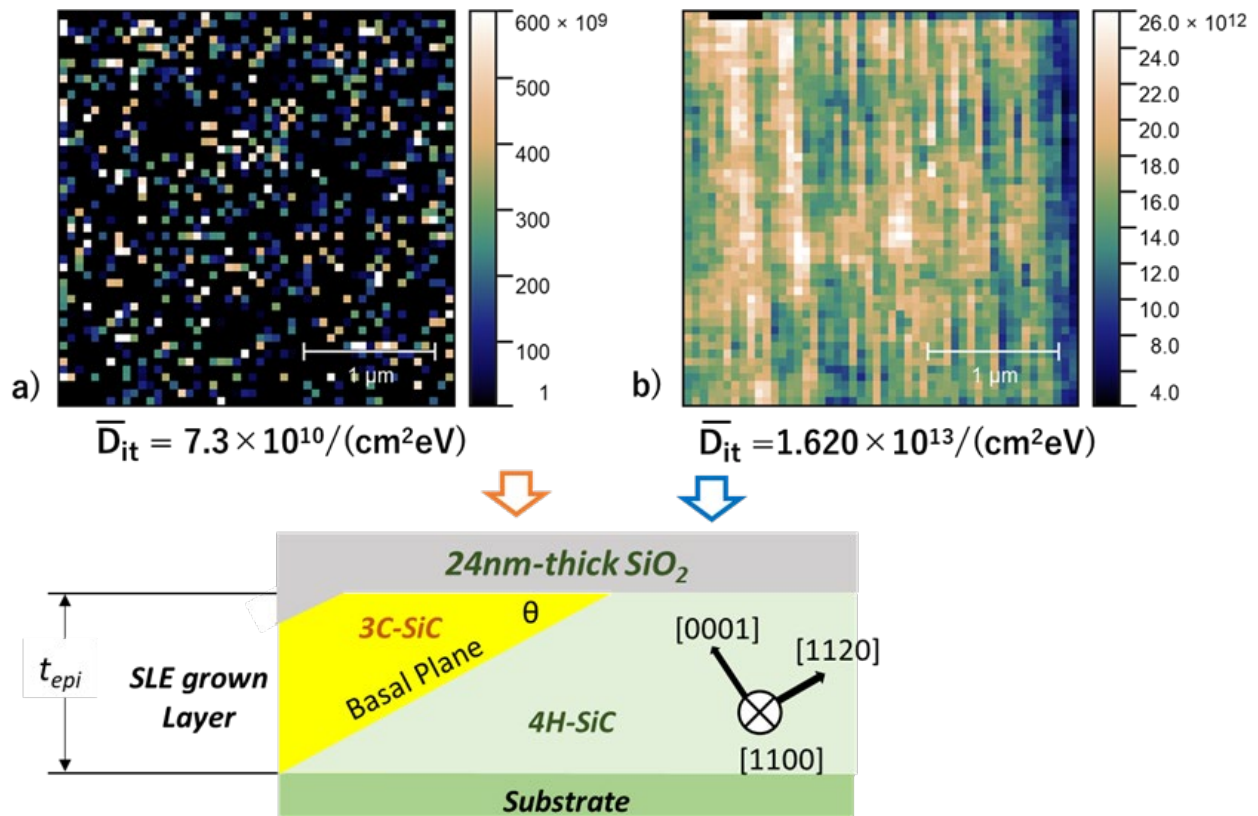 600 × 10⁹
500
400
300
200
100
1
1 μm
a)
D̅it = 7.3×10¹⁰/(cm²eV)
26.0 × 10¹²
24.0
22.0
20.0
18.0
16.0
14.0
12.0
10.0
8.0
6.0
4.0
1 μm
b)
D̅it =1.620×10¹³/(cm²eV)
24nm-thick SiO₂
3C-SiC
θ
Basal Plane
4H-SiC
tepi
SLE grown
Layer
[0001]
[1120]
[1100]
Substrate